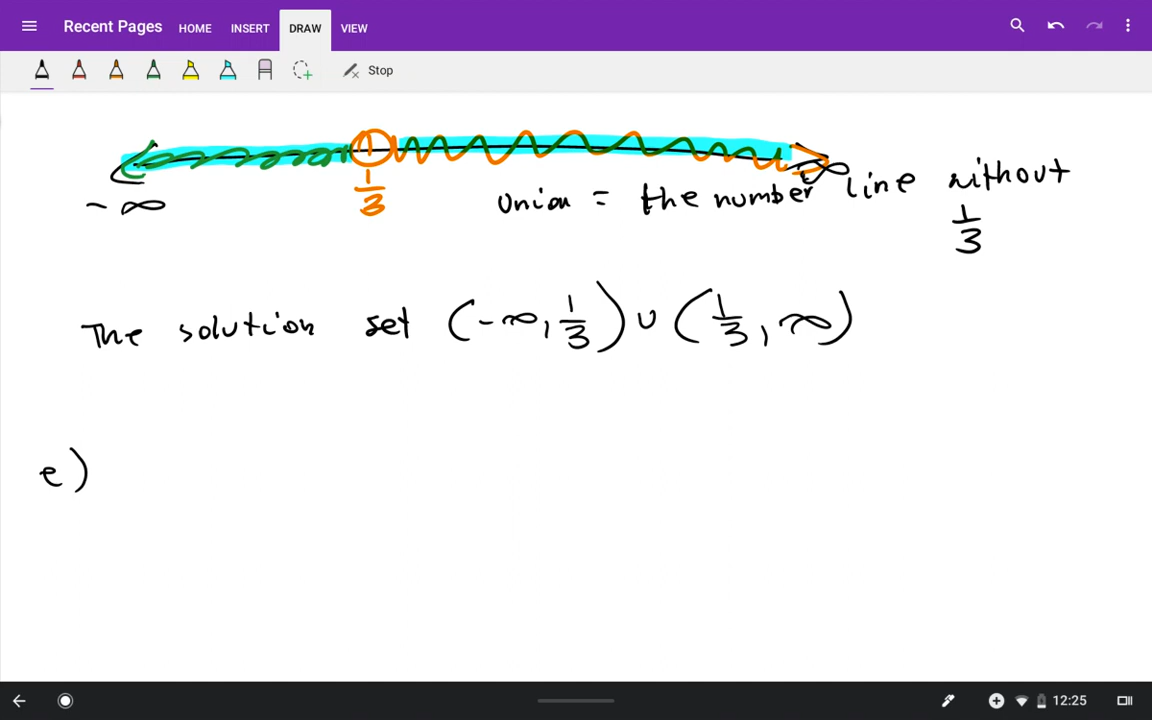 Recent Pages HOME INSERT DRAW VIEW
Stop
- ∞ 1/3 ∞
union = the number line without 1/3
The solution set (-∞, 1/3) ∪ (1/3, ∞)
e)
12:25